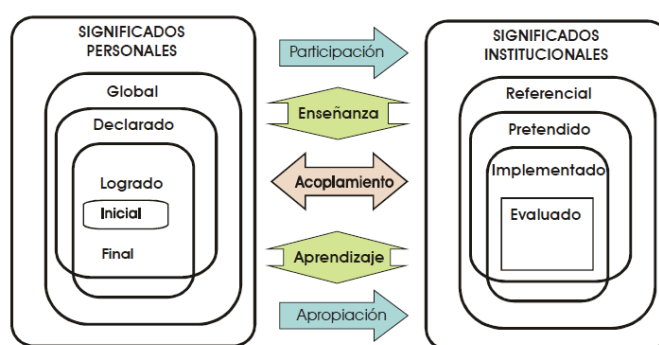 SIGNIFICADOS
PERSONALES
Global
Declarado
Logrado
Inicial
Final
Participación
Enseñanza
Acoplamiento
Aprendizaje
Apropiación
SIGNIFICADOS
INSTITUCIONALES
Referencial
Pretendido
Implementado
Evaluado